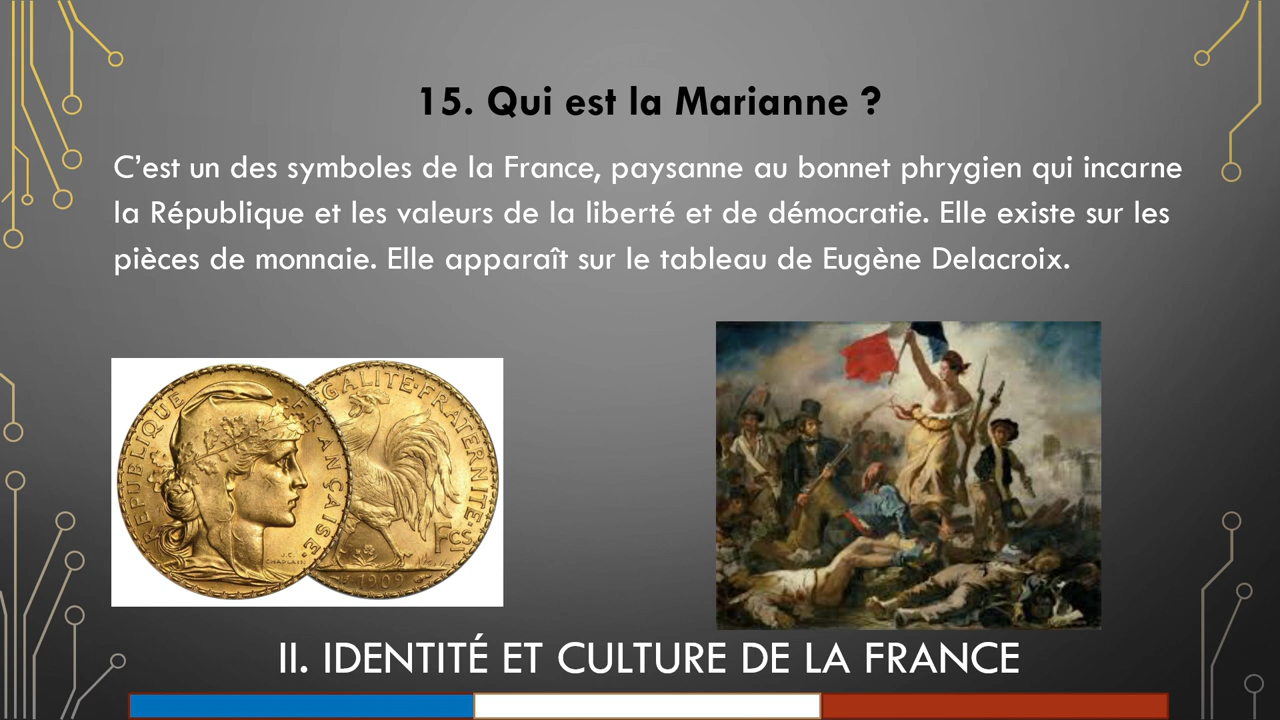 15. Qui est la Marianne ?
C’est un des symboles de la France, paysanne au bonnet phrygien qui incarne
la République et les valeurs de la liberté et de démocratie. Elle existe sur les
pièces de monnaie. Elle apparaît sur le tableau de Eugène Delacroix.
REPUBLIQUE FRANÇAISE
J.C. CHAPLAIN
EGALITE·FRATERNITE·
Fcs
1909
II. IDENTITÉ ET CULTURE DE LA FRANCE